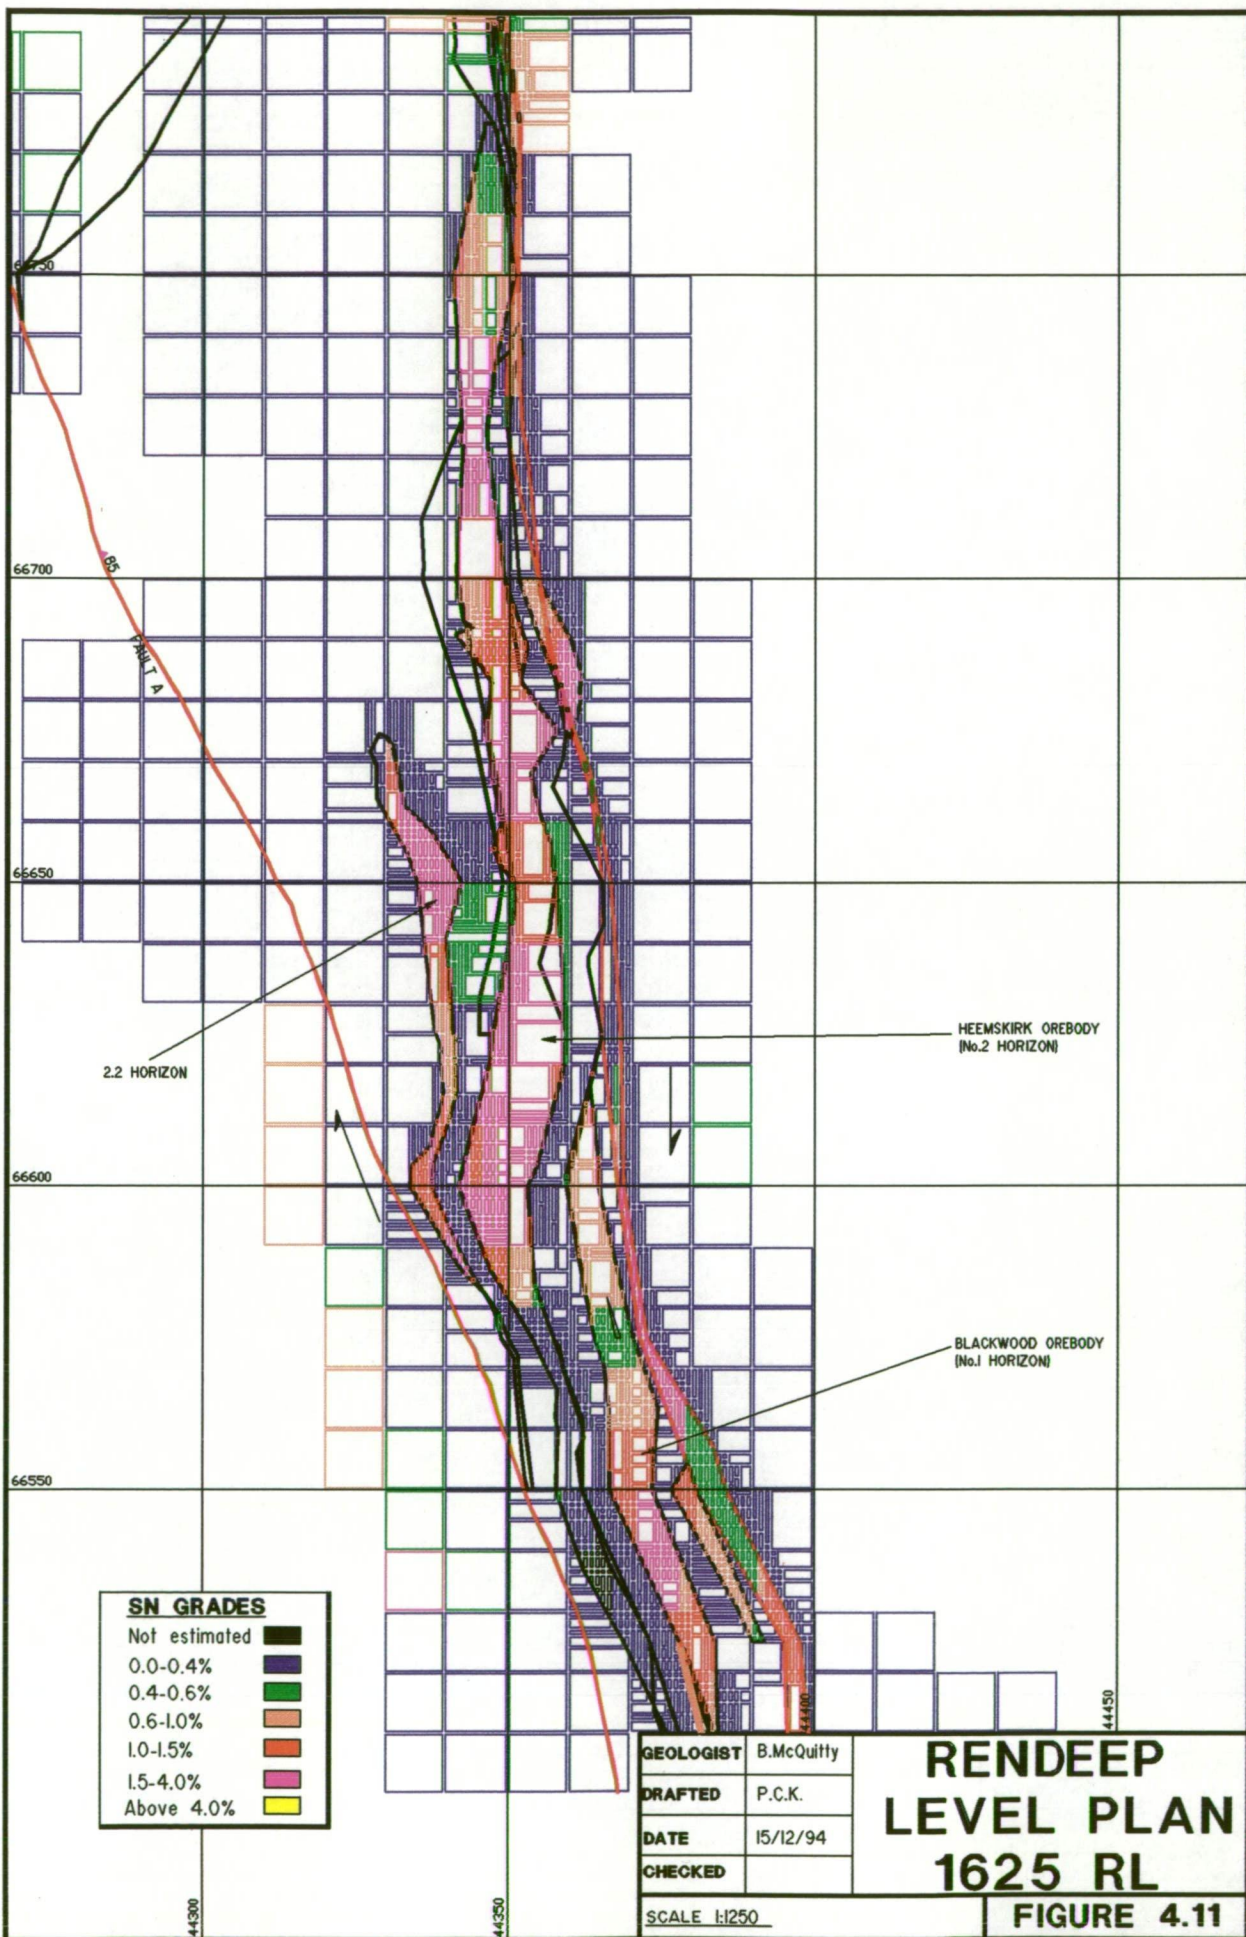 66750
66700
85
FAULT A
66650
2.2 HORIZON
HEEMSKIRK OREBODY
(No.2 HORIZON)
66600
BLACKWOOD OREBODY
(No.1 HORIZON)
66550
SN GRADES
Not estimated
0.0-0.4%
0.4-0.6%
0.6-1.0%
1.0-1.5%
1.5-4.0%
Above 4.0%
44300
44350
44400
44450
GEOLOGIST B.McQuitty
DRAFTED P.C.K.
DATE 15/12/94
CHECKED
SCALE 1:1250
RENDEEP
LEVEL PLAN
1625 RL
FIGURE 4.11